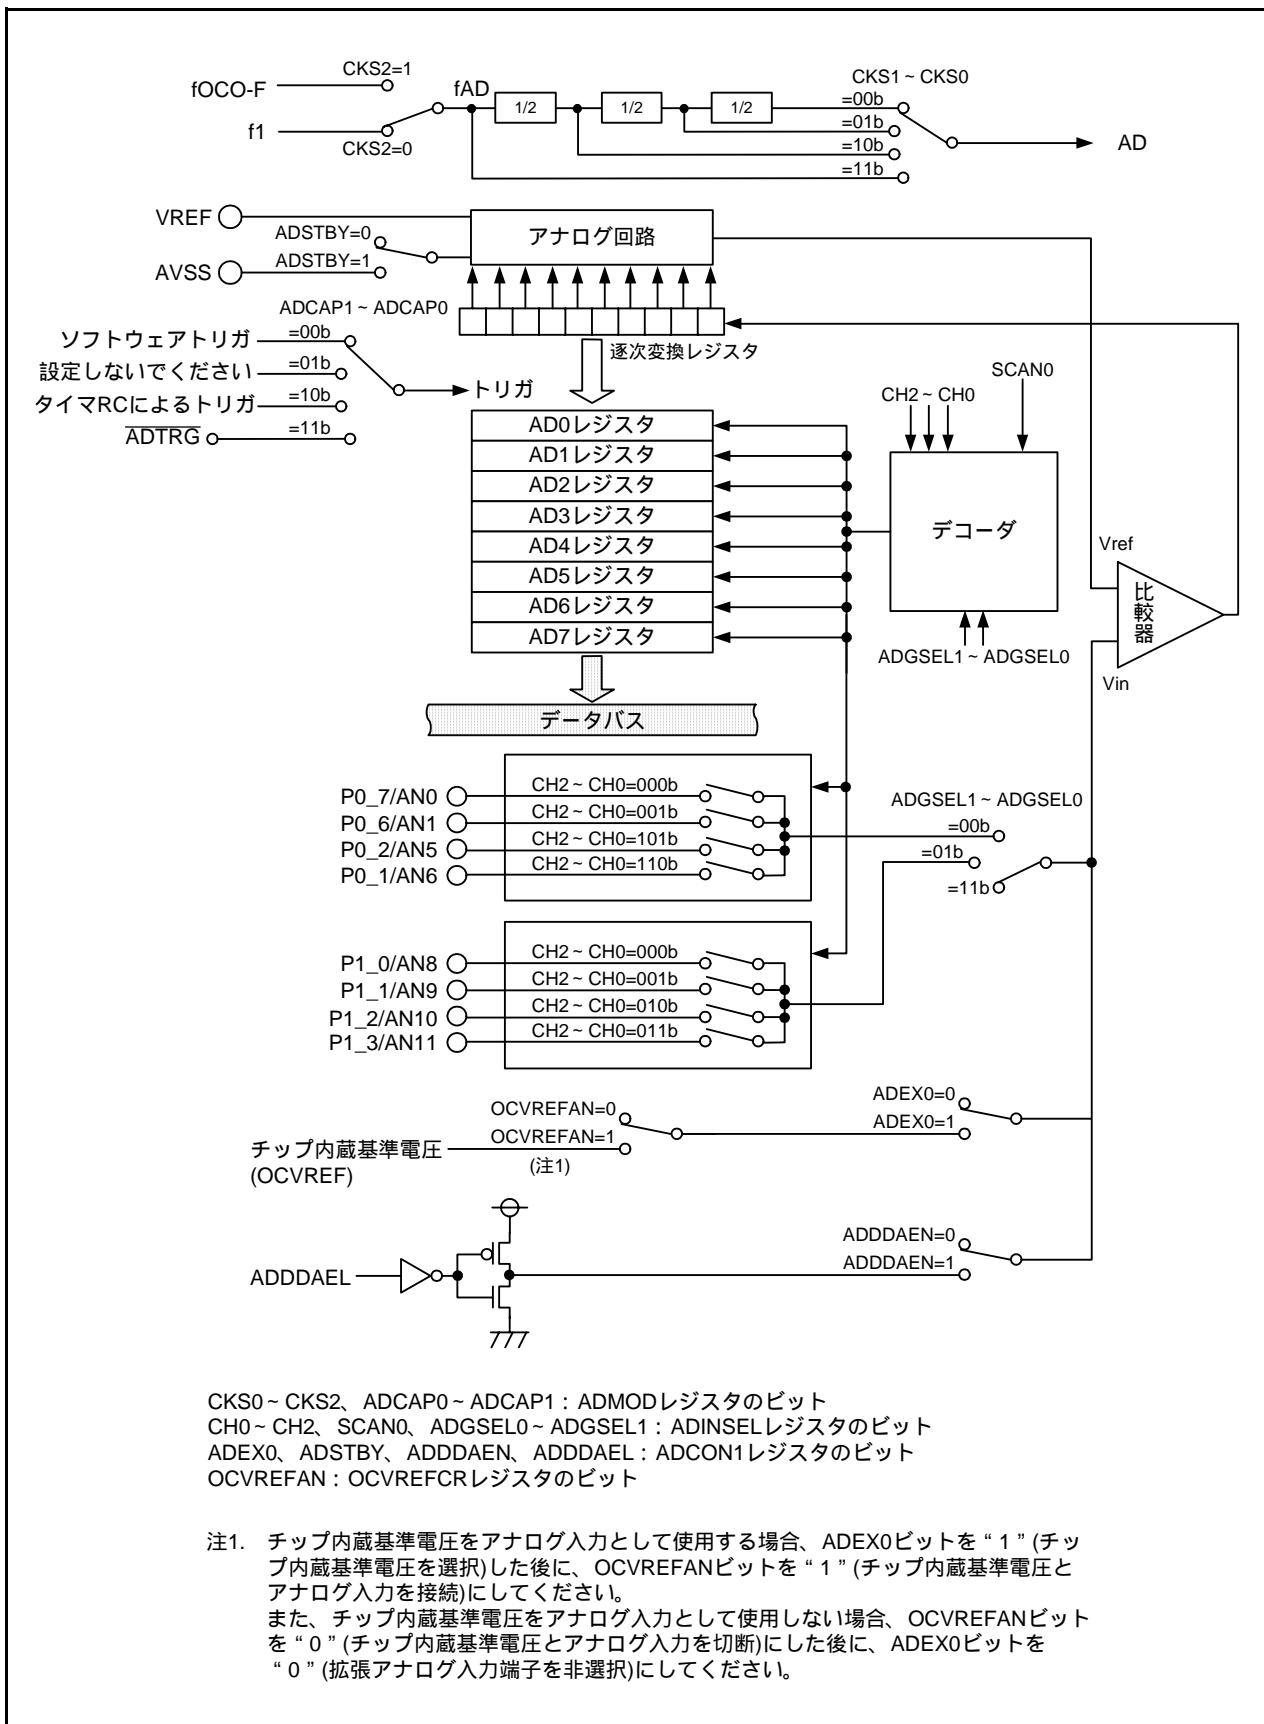 CKS2=1
fOCO-F
fAD
CKS1～CKS0
1/2
1/2
1/2
=00b
f1
=01b
CKS2=0
AD
=10b
=11b
VREF
ADSTBY=0
アナログ回路
AVSS
ADSTBY=1
ADCAP1～ADCAP0
ソフトウェアトリガ
=00b
逐次変換レジスタ
設定しないでください
=01b
トリガ
タイマRCによるトリガ
=10b
ADTRG
=11b
SCAN0
CH2～CH0
AD0レジスタ
AD1レジスタ
AD2レジスタ
AD3レジスタ
AD4レジスタ
AD5レジスタ
AD6レジスタ
AD7レジスタ
デコーダ
Vref
比較器
ADGSEL1～ADGSEL0
Vin
データバス
P0_7/AN0
CH2～CH0=000b
P0_6/AN1
CH2～CH0=001b
P0_2/AN5
CH2～CH0=101b
P0_1/AN6
CH2～CH0=110b
ADGSEL1～ADGSEL0
=00b
=01b
=11b
P1_0/AN8
CH2～CH0=000b
P1_1/AN9
CH2～CH0=001b
P1_2/AN10
CH2～CH0=010b
P1_3/AN11
CH2～CH0=011b
OCVREFAN=0
ADEX0=0
チップ内蔵基準電圧
OCVREFAN=1
ADEX0=1
(OCVREF)
(注1)
ADDDAEN=0
ADDDAEL
ADDDAEN=1
CKS0～CKS2、ADCAP0～ADCAP1：ADMODレジスタのビット
CH0～CH2、SCAN0、ADGSEL0～ADGSEL1：ADINSELレジスタのビット
ADEX0、ADSTBY、ADDDAEN、ADDDAEL：ADCON1レジスタのビット
OCVREFAN：OCVREFCRレジスタのビット
注1. チップ内蔵基準電圧をアナログ入力として使用する場合、ADEX0ビットを“1”(チッ
プ内蔵基準電圧を選択)した後に、OCVREFANビットを“1”(チップ内蔵基準電圧と
アナログ入力を接続)にしてください。
また、チップ内蔵基準電圧をアナログ入力として使用しない場合、OCVREFANビット
を“0”(チップ内蔵基準電圧とアナログ入力を切断)にした後に、ADEX0ビットを
“0”(拡張アナログ入力端子を非選択)にしてください。